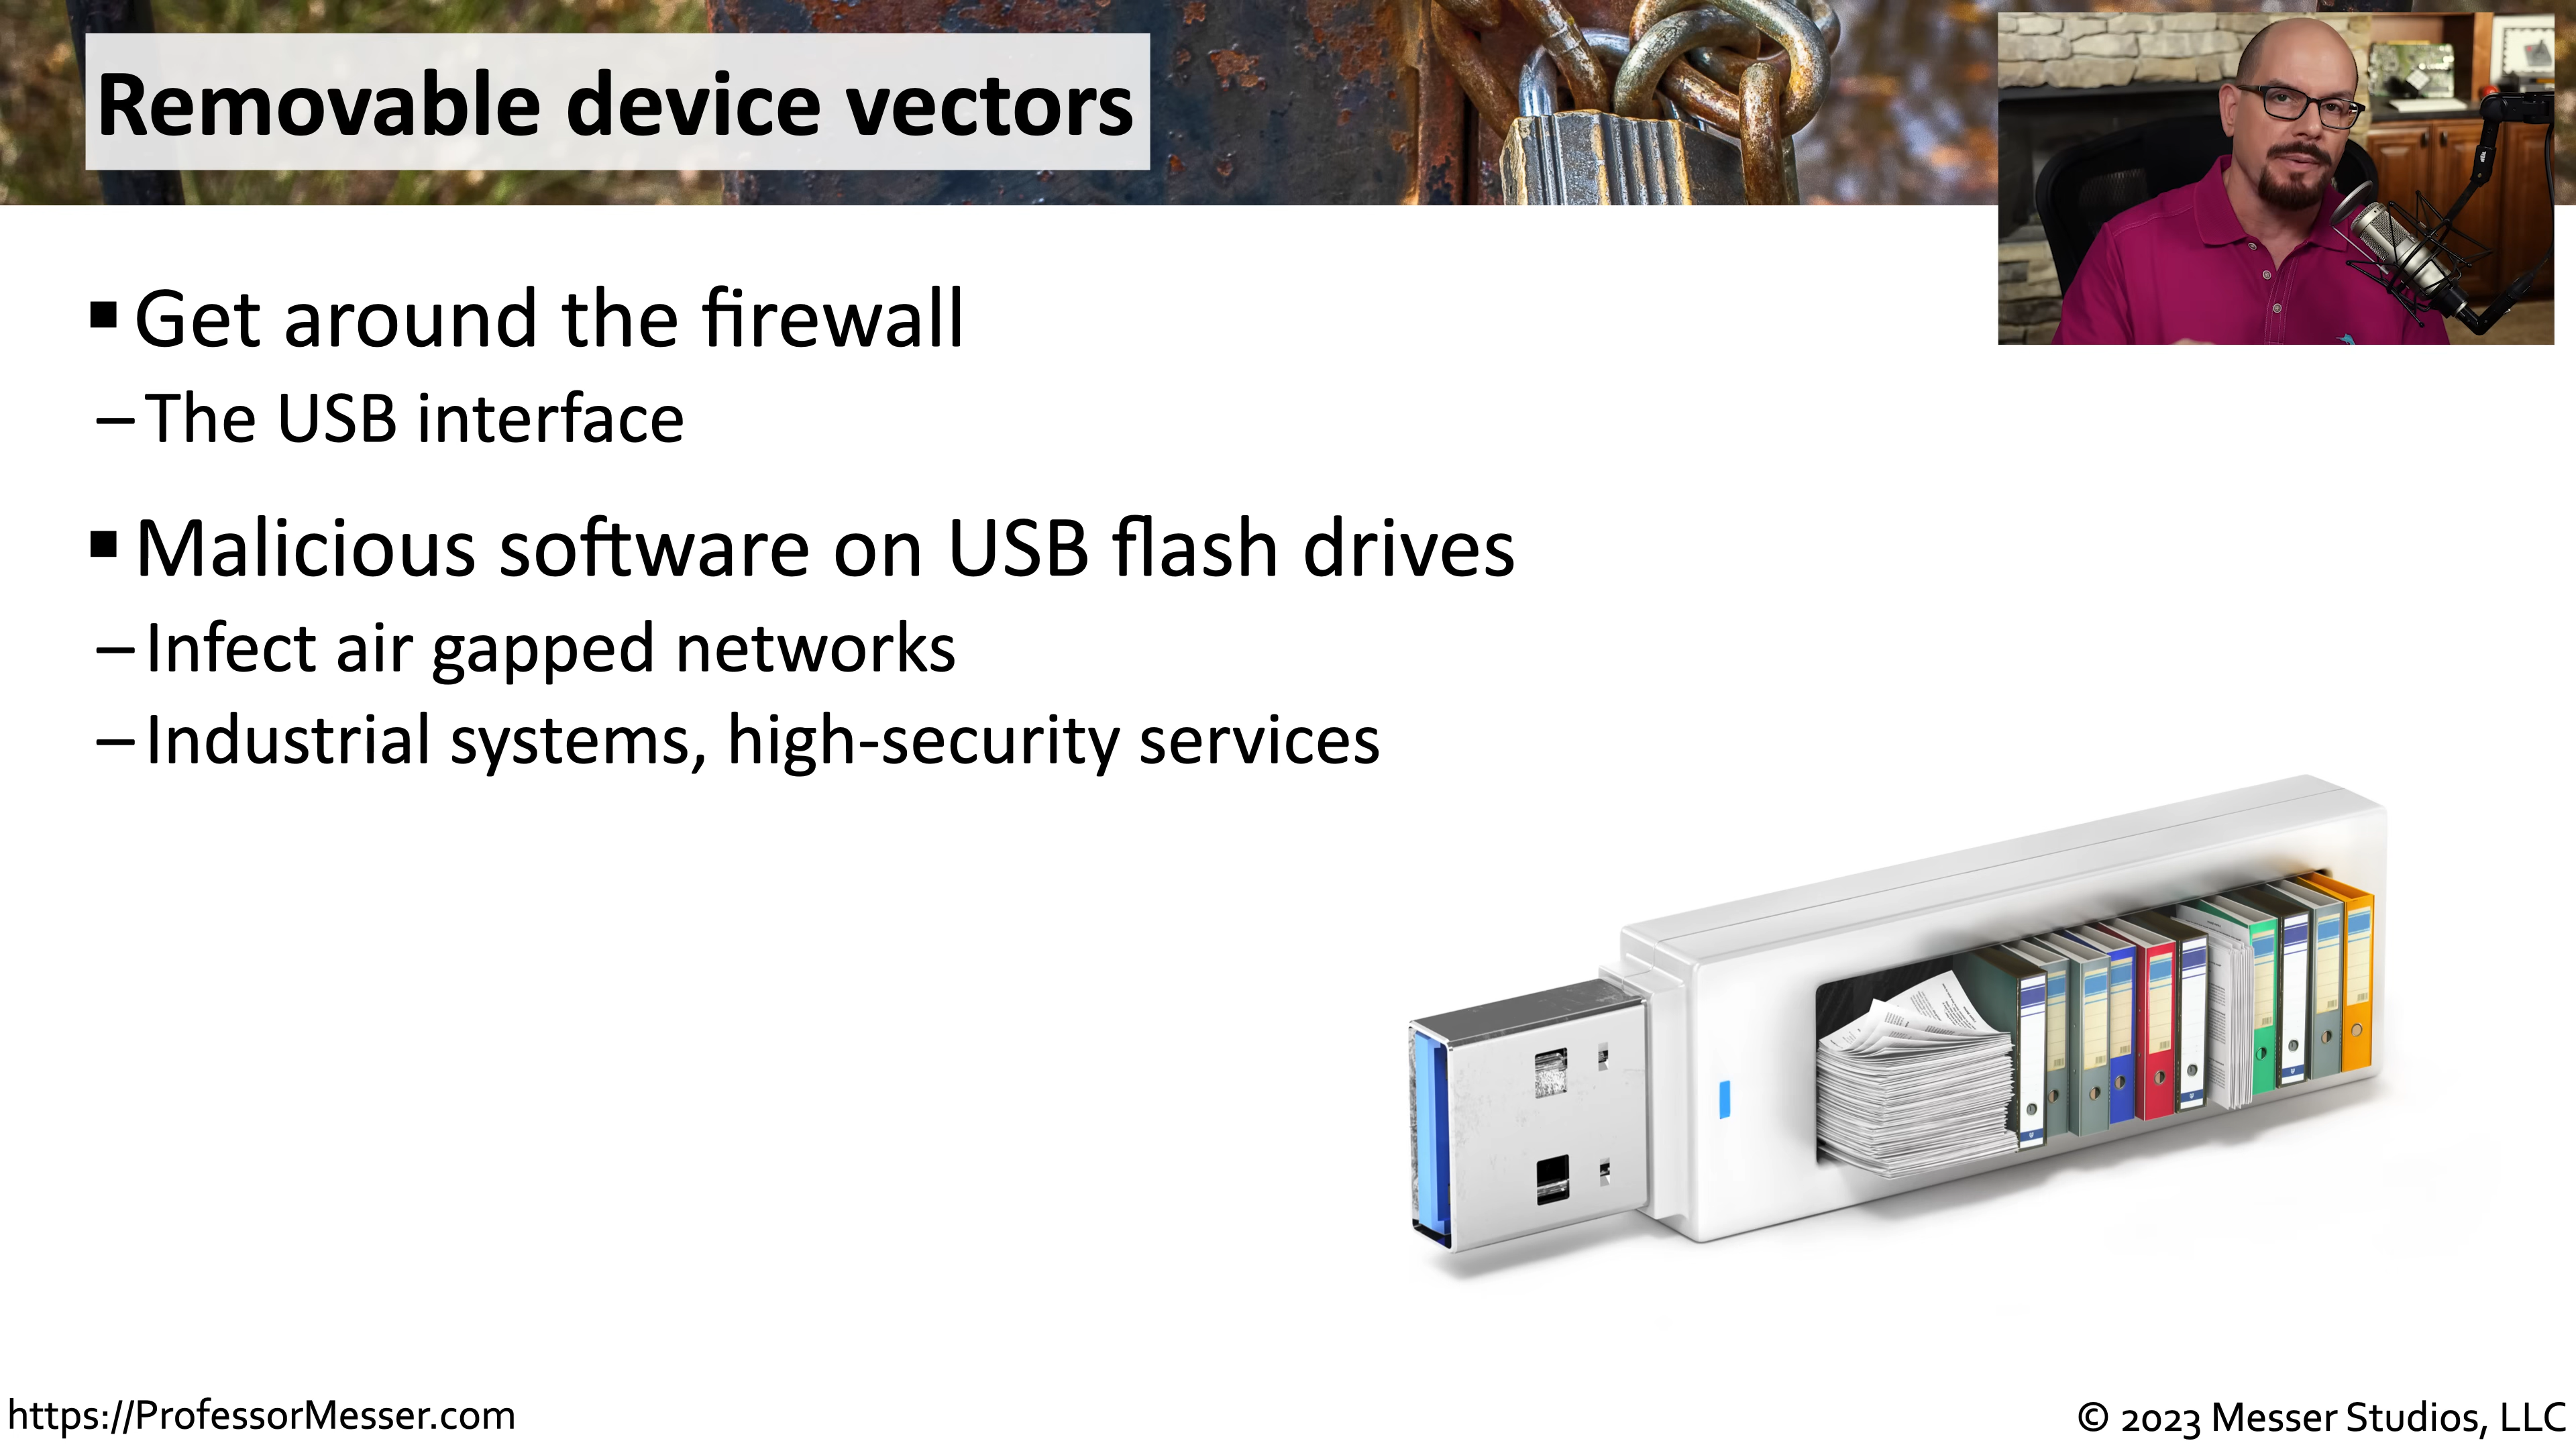 Removable device vectors
▪ Get around the firewall
– The USB interface
▪ Malicious software on USB flash drives
– Infect air gapped networks
– Industrial systems, high-security services
https://ProfessorMesser.com
© 2023 Messer Studios, LLC